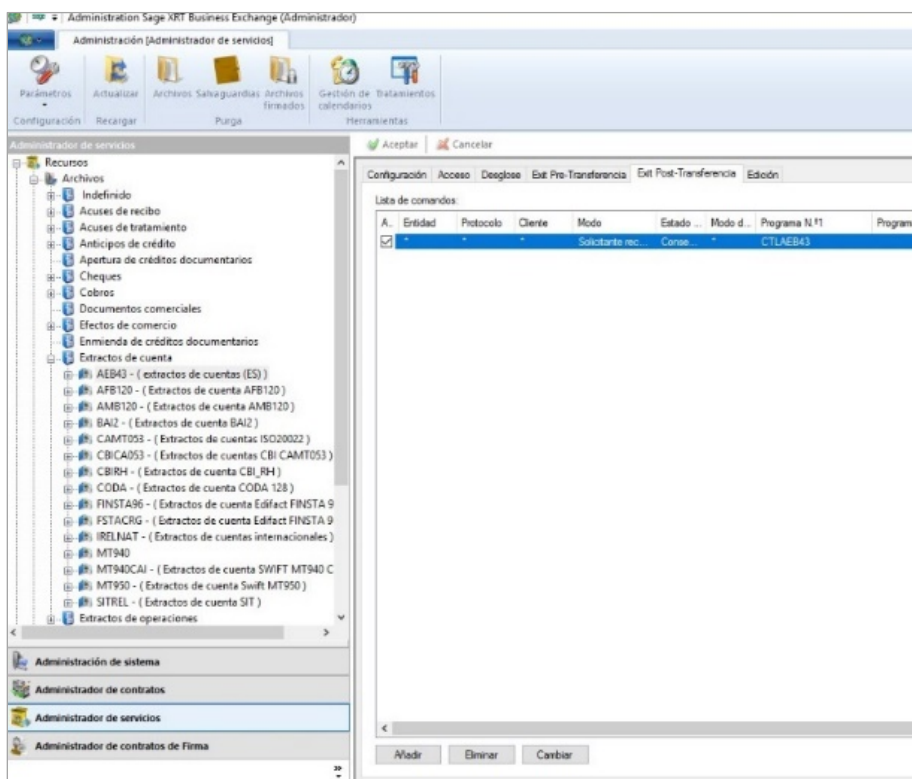 Administration Sage XRT Business Exchange (Administrador)
Administración [Administrador de servicios]
Parámetros
Actualizar
Archivos
Salvaguardias
Archivos firmados
Gestión de calendarios
Tratamientos
Configuración
Recargar
Purga
Herramientas
Administrador de servicios
Recursos
Archivos
Indefinido
Acuses de recibo
Acuses de tratamiento
Anticipos de crédito
Apertura de créditos documentarios
Cheques
Cobros
Documentos comerciales
Efectos de comercio
Enmienda de créditos documentarios
Extractos de cuenta
AEB43 - ( extractos de cuentas (ES) )
AFB120 - ( Extractos de cuenta AFB120 )
AMB120 - ( Extractos de cuenta AMB120 )
BAI2 - ( Extractos de cuenta BAI2 )
CAMT053 - ( Extractos de cuentas ISO20022 )
CBICA053 - ( Extractos de cuentas CBI CAMT053 )
CBIRH - ( Extractos de cuenta CBI_RH )
CODA - ( Extractos de cuenta CODA 128 )
FINSTA96 - ( Extractos de cuenta Edifact FINSTA 9
FSTACRG - ( Extractos de cuenta Edifact FINSTA 9
IRELNAT - ( Extractos de cuentas internacionales )
MT940
MT940CAI - ( Extractos de cuenta SWIFT MT940 C
MT950 - ( Extractos de cuenta Swift MT950 )
SITREL - ( Extractos de cuenta SIT )
Extractos de operaciones
Administración de sistema
Administrador de contratos
Administrador de servicios
Administrador de contratos de Firma
Aceptar Cancelar
Configuración Acceso Desglose Exit Pre-Transferencia Exit Post-Transferencia Edición
Lista de comandos:
A.. Entidad Protocolo Cliente Modo Estado ... Modo d... Programa N.º1 Program
* * * Solicitante rec... Conse... * CTLAEB43
Añadir Eliminar Cambiar